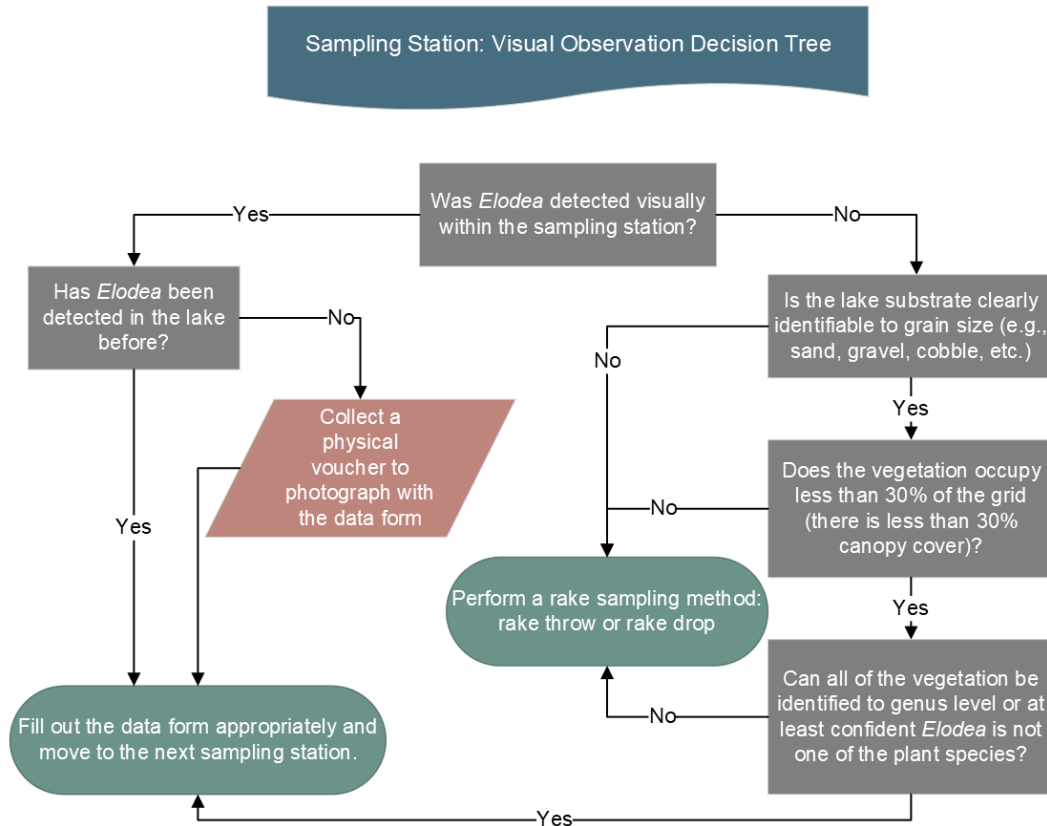 Sampling Station: Visual Observation Decision Tree
Was Elodea detected visually
within the sampling station?
Yes
No
Has Elodea been
detected in the lake
before?
No
Is the lake substrate clearly
identifiable to grain size (e.g.,
sand, gravel, cobble, etc.)
No
Yes
Collect a
physical
voucher to
photograph with
the data form
Does the vegetation occupy
less than 30% of the grid
(there is less than 30%
canopy cover)?
No
Yes
Yes
Perform a rake sampling method:
rake throw or rake drop
Can all of the vegetation be
identified to genus level or at
least confident Elodea is not
one of the plant species?
No
Fill out the data form appropriately and
move to the next sampling station.
Yes